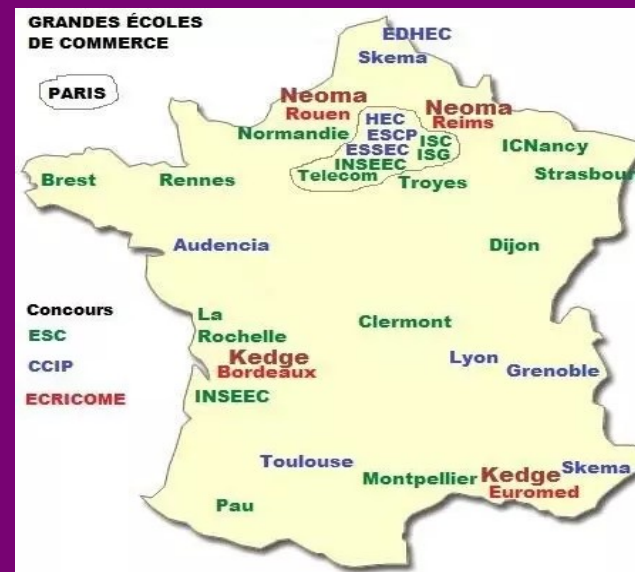 GRANDES ÉCOLES
DE COMMERCE
PARIS
EDHEC
Skema
Neoma
Rouen
Neoma
Reims
Normandie
HEC
ESCP
ESSEC
ISC
ISG
INSEEC
Telecom
Troyes
ICNancy
Strasbour
Brest
Rennes
Audencia
Dijon
Concours
ESC
CCIP
ECRICOME
La
Rochelle
Clermont
Kedge
Bordeaux
Lyon
Grenoble
INSEEC
Toulouse
Montpellier
Kedge
Euromed
Skema
Pau